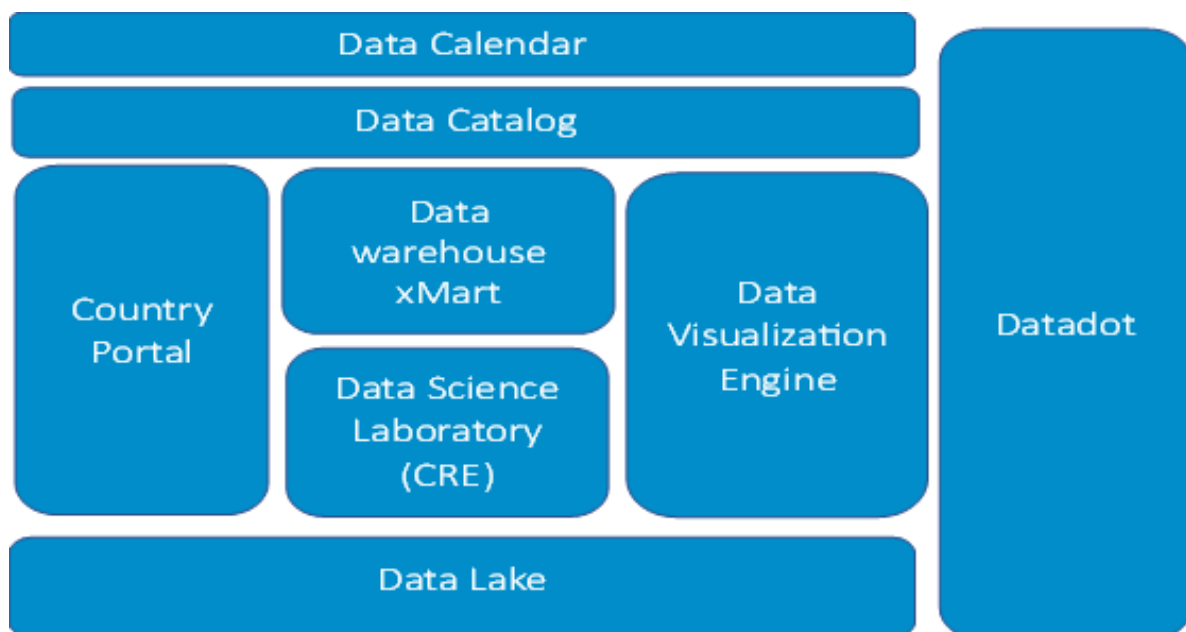 Data Calendar
Data Catalog
Country
Portal
Data
warehouse
xMart
Data Science
Laboratory
(CRE)
Data
Visualization
Engine
Datadot
Data Lake